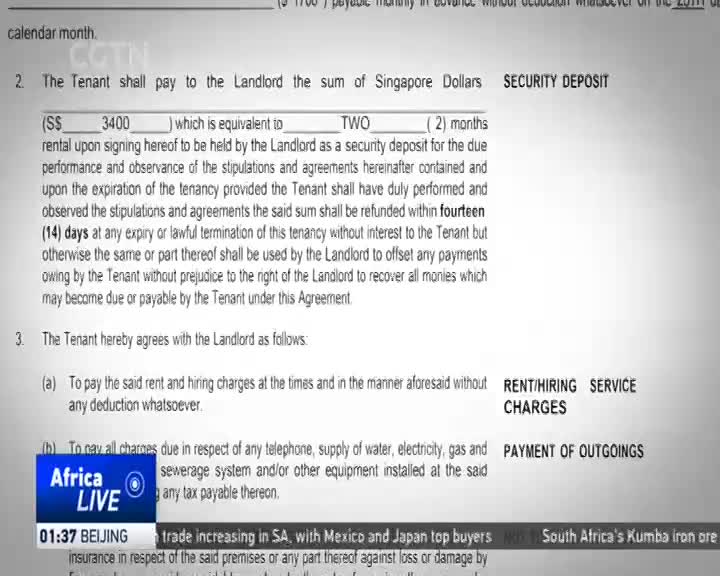 calendar month.
CGTN
2. The Tenant shall pay to the Landlord the sum of Singapore Dollars SECURITY DEPOSIT
(S$ 3400 ) which is equivalent to TWO ( 2) months
rental upon signing hereof to be held by the Landlord as a security deposit for the due
performance and observance of the stipulations and agreements hereinafter contained and
upon the expiration of the tenancy provided the Tenant shall have duly performed and
observed the stipulations and agreements the said sum shall be refunded within fourteen
(14) days at any expiry or lawful termination of this tenancy without interest to the Tenant but
otherwise the same or part thereof shall be used by the Landlord to offset any payments
owing by the Tenant without prejudice to the right of the Landlord to recover all monies which
may become due or payable by the Tenant under this Agreement.
3. The Tenant hereby agrees with the Landlord as follows:
(a) To pay the said rent and hiring charges at the times and in the manner aforesaid without RENT/HIRING SERVICE
any deduction whatsoever. CHARGES
(b) To pay all charges due in respect of any telephone, supply of water, electricity, gas and PAYMENT OF OUTGOINGS
sewerage system and/or other equipment installed at the said
any tax payable thereon.
Africa
LIVE
01:37 BEIJING trade increasing in SA, with Mexico and Japan top buyers South Africa's Kumba iron ore
insurance in respect of the said premises or any part thereof against loss or damage by